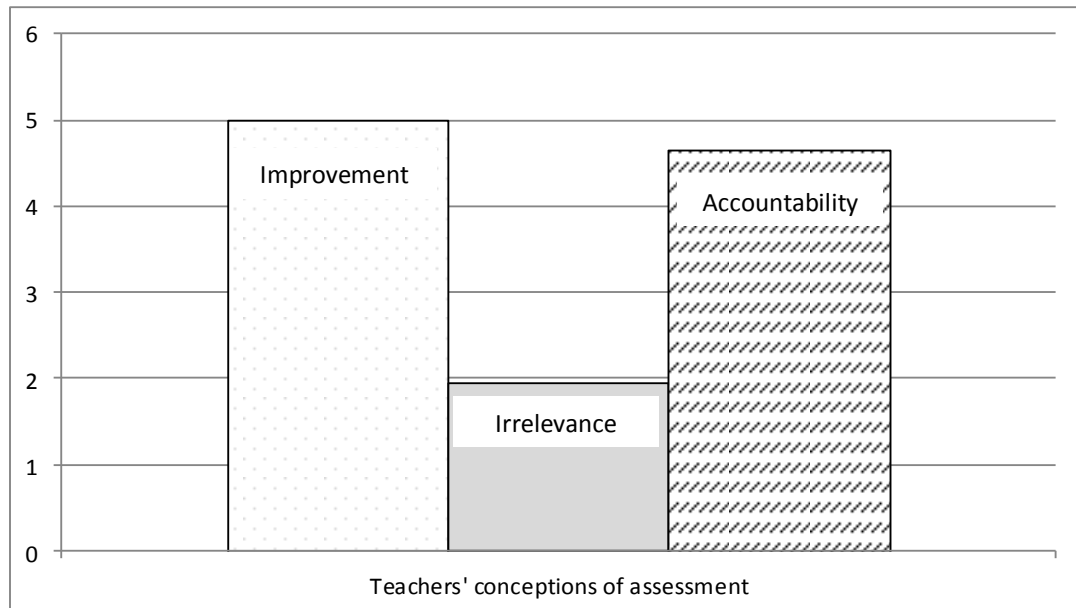 6
5
4
3
2
1
0
Improvement
Irrelevance
Accountability
Teachers' conceptions of assessment